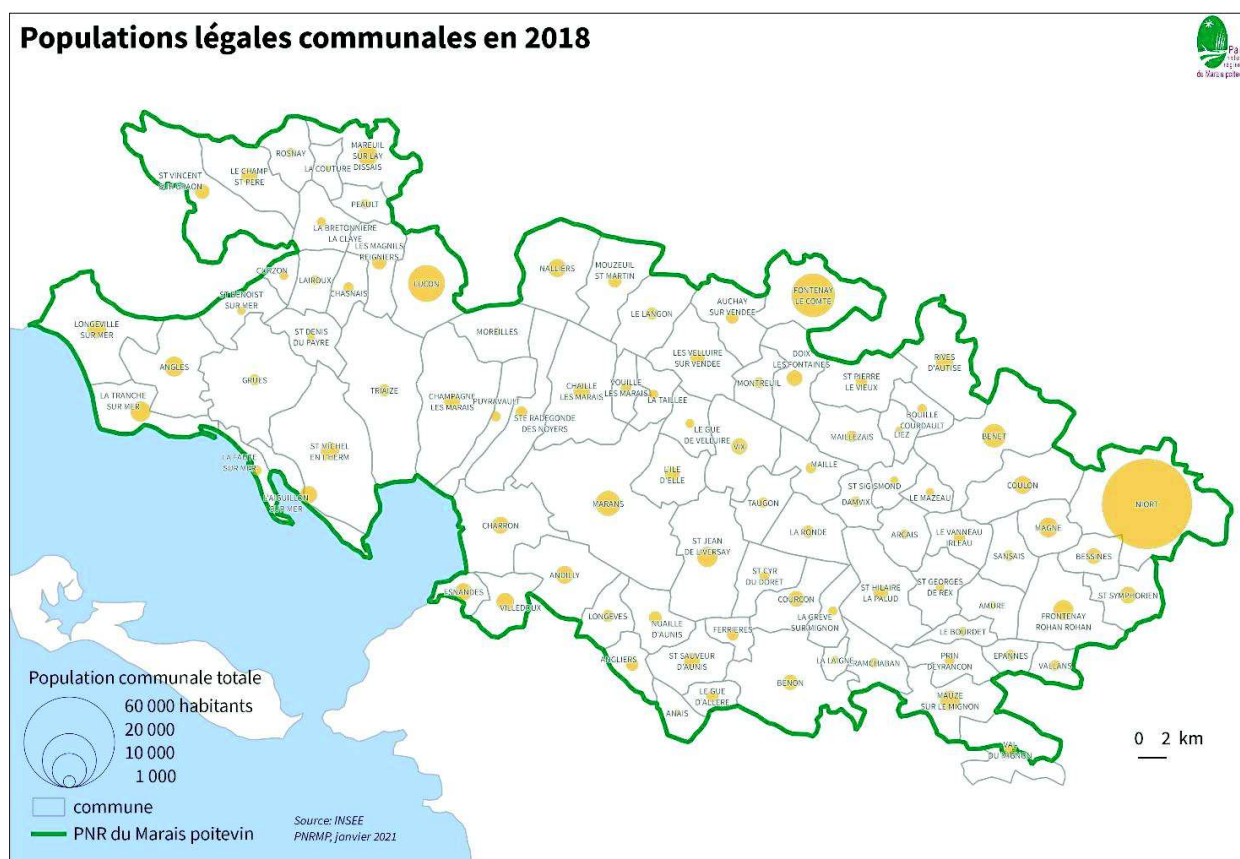 Populations légales communales en 2018
Pa
du Marais poitevin
ROSNAY
MAREUIL
SUR LAY
DISSAIS
LA COUTURE
LE CHAMP
ST PERE
ST VINCENT
SUR GRAON
PEAULT
LA BRETONNIERE
LA CLAYE
LES MAGNILS
REIGNIERS
CURZON
LAIROUX
CHASNAIS
LUCON
NALLIERS
MOUZEUIL
ST MARTIN
FONTENAY
LE COMTE
ST BENOIST
SUR MER
AUCHAY
SUR VENDEE
LE LANGON
LONGEVILLE
SUR MER
ST DENIS
DU PAYRE
MOREILLES
LES VELLUIRE
SUR VENDEE
DOIX
LES FONTAINES
RIVES
D'AUTISE
ANGLES
GRUES
TRIAIZE
MONTREUIL
ST PIERRE
LE VIEUX
LA TRANCHE
SUR MER
CHAMPAGNE
LES MARAIS
PUYRAVAULT
CHAILLE
LES MARAIS
VOUILLE
LES MARAIS
LA TAILLEE
STE RADEGONDE
DES NOYERS
BOUILLE
COURDAULT
LIEZ
LE GUE
DE VELLUIRE
MAILLEZAIS
BENET
ST MICHEL
EN L'HERM
VIX
LA FAUTE
SUR MER
L'ILE
D'ELLE
MAILLE
ST SIGISMOND
COULON
L'AIGUILLON
SUR MER
LE MAZEAU
MARANS
TAUGON
DAMVIX
NIORT
CHARRON
LA RONDE
ARCAIS
LE VANNEAU
IRLEAU
MAGNE
ST JEAN
DE LIVERSAY
SANSAIS
BESSINES
ANDILLY
ST CYR
DU DORET
ST HILAIRE
LA PALUD
ST GEORGES
DE REX
ESNANDES
VILLEDOUX
COURCON
ST SYMPHORIEN
AMURE
LONGEVES
NUAILLE
D'AUNIS
LA GREVE
SUR MIGNON
FRONTENAY
ROHAN ROHAN
FERRIERES
LE BOURDET
ANGLIERS
ST SAUVEUR
D'AUNIS
LA LAIGNE
CRAMCHABAN
PRIN
DEYRANCON
EPANNES
VALLANS
BENON
LE GUE
D'ALLERE
MAUZE
SUR LE MIGNON
ANAIS
VAL
DU MIGNON
0 2 km
Population communale totale
60 000 habitants
20 000
10 000
1 000
commune
PNR du Marais poitevin
Source: INSEE
PNRMP, janvier 2021